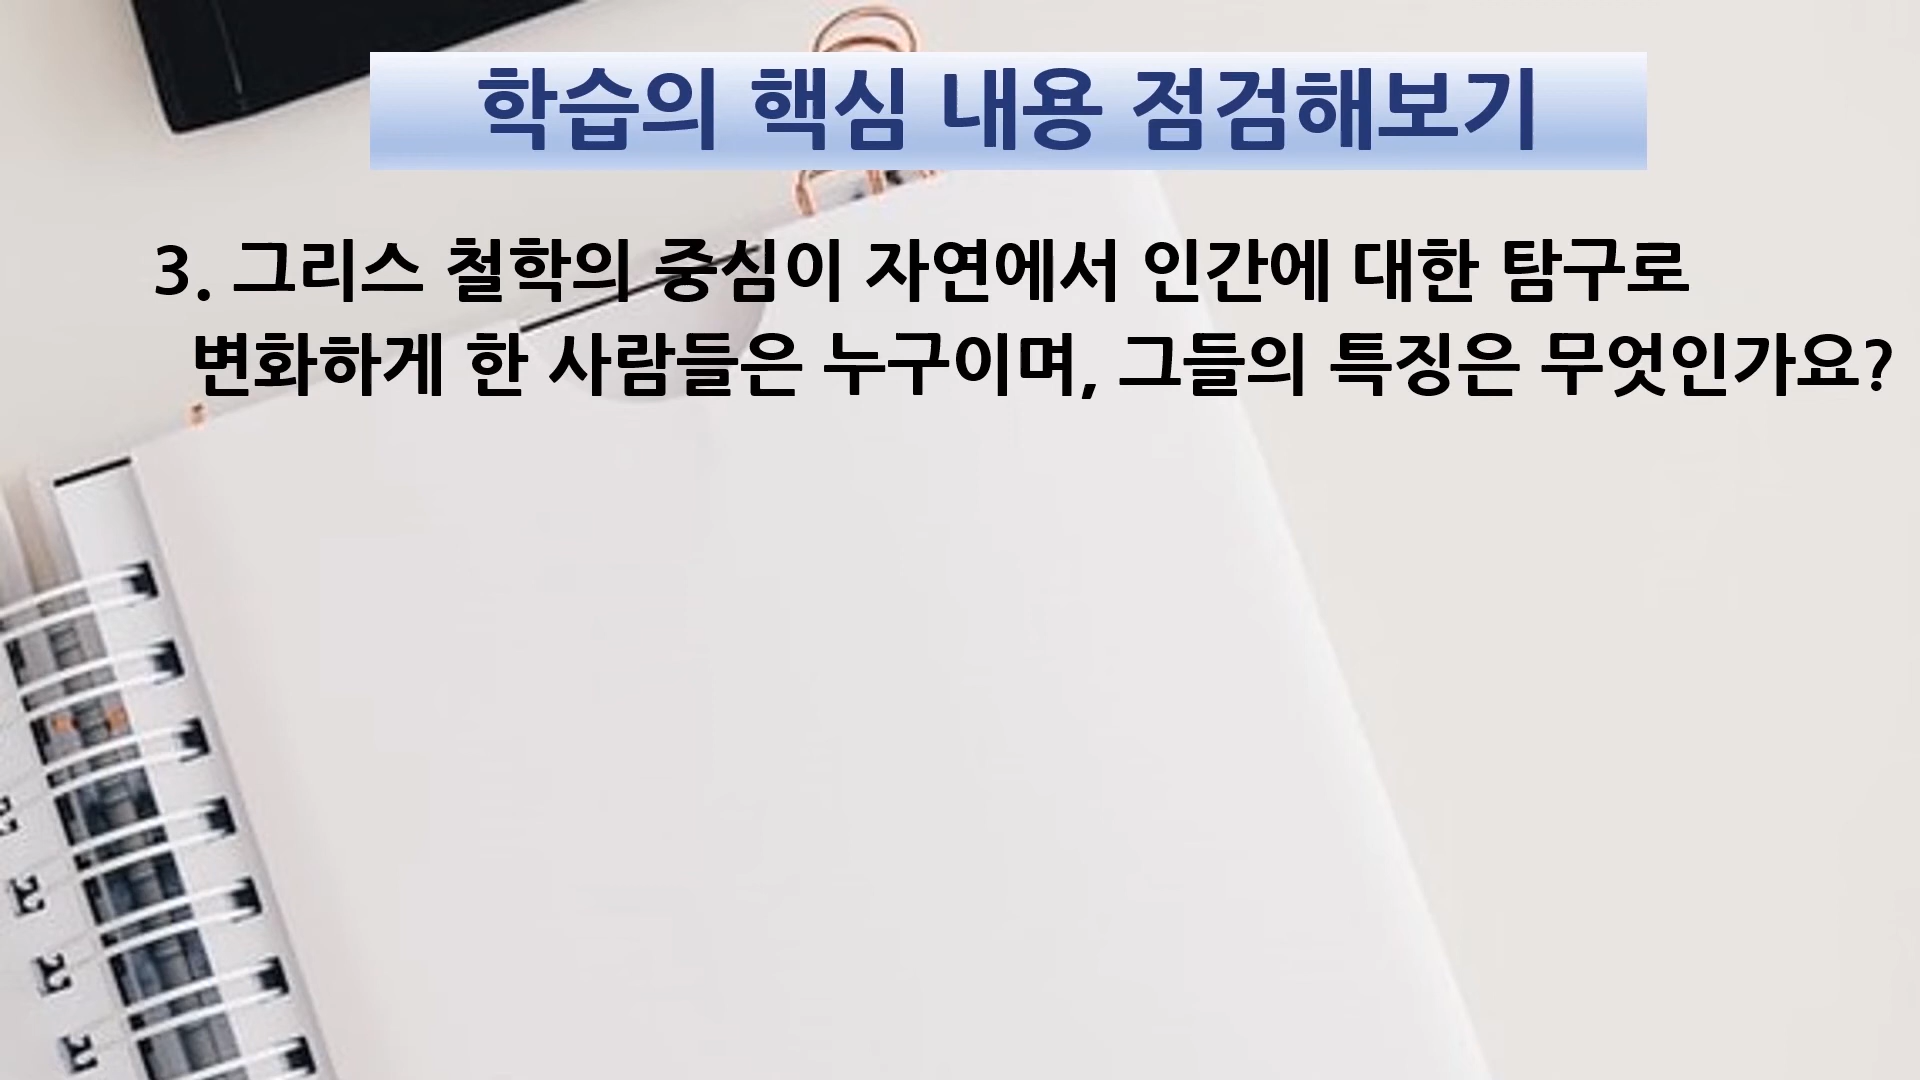 학습의 핵심 내용 점검해보기
3. 그리스 철학의 중심이 자연에서 인간에 대한 탐구로
변화하게 한 사람들은 누구이며, 그들의 특징은 무엇인가요?